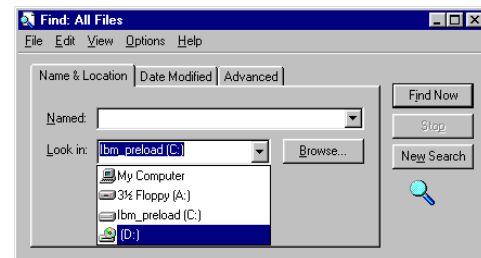 Find: All Files
File Edit View Options Help
Name & Location Date Modified Advanced
Find Now
Named:
Stop
Look in: Ibm_preload (C:) Browse... New Search
My Computer
3½ Floppy (A:)
Ibm_preload (C:)
(D:)